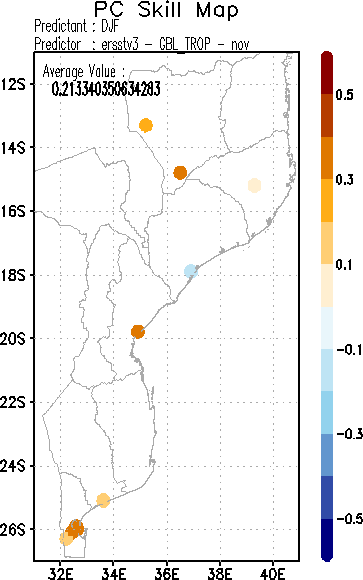 PC Skill Map
Predictant : DJF
Predictor : ersstv3 - GBL_TROP - nov
Average Value :
0.213340350634283
12S
14S
16S
18S
20S
22S
24S
26S
32E
34E
36E
38E
40E
0.5
0.3
0.1
-0.1
-0.3
-0.5